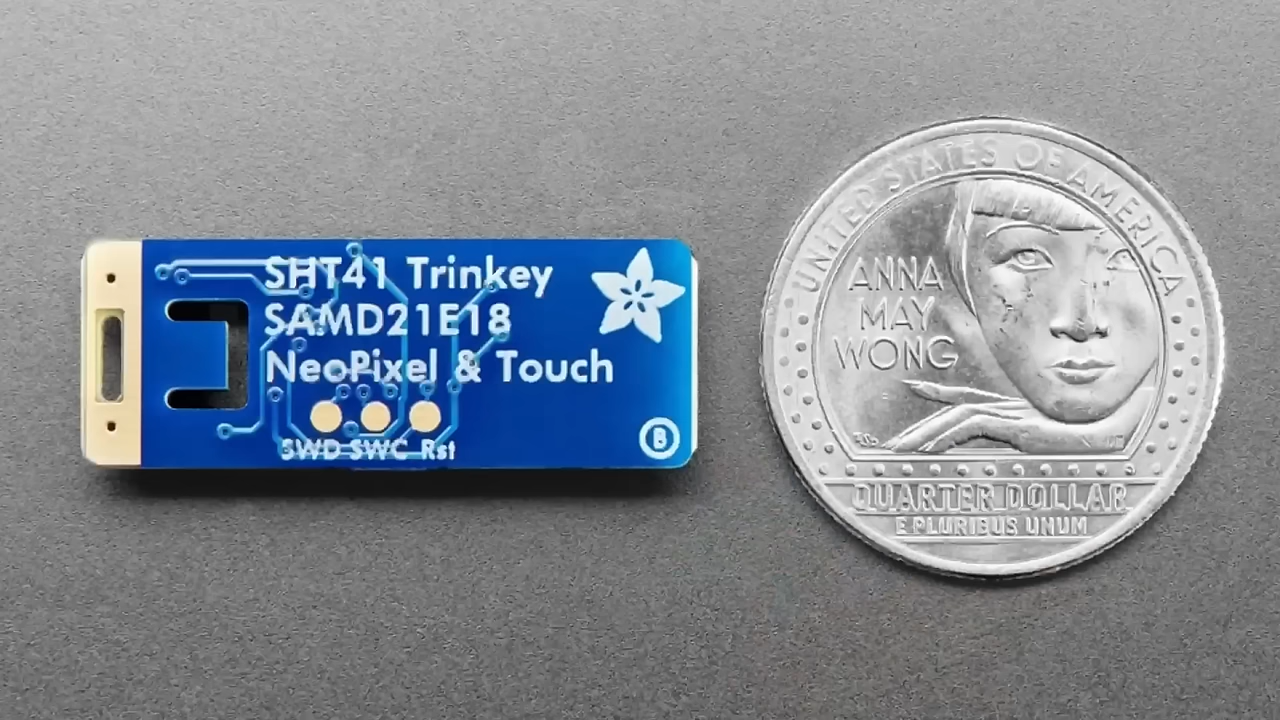 SHT41 Trinkey
SAMD21E18
NeoPixel & Touch
SWD SWC Rst
B
UNITED STATES OF AMERICA
ANNA
MAY
WONG
QUARTER DOLLAR
E PLURIBUS UNUM